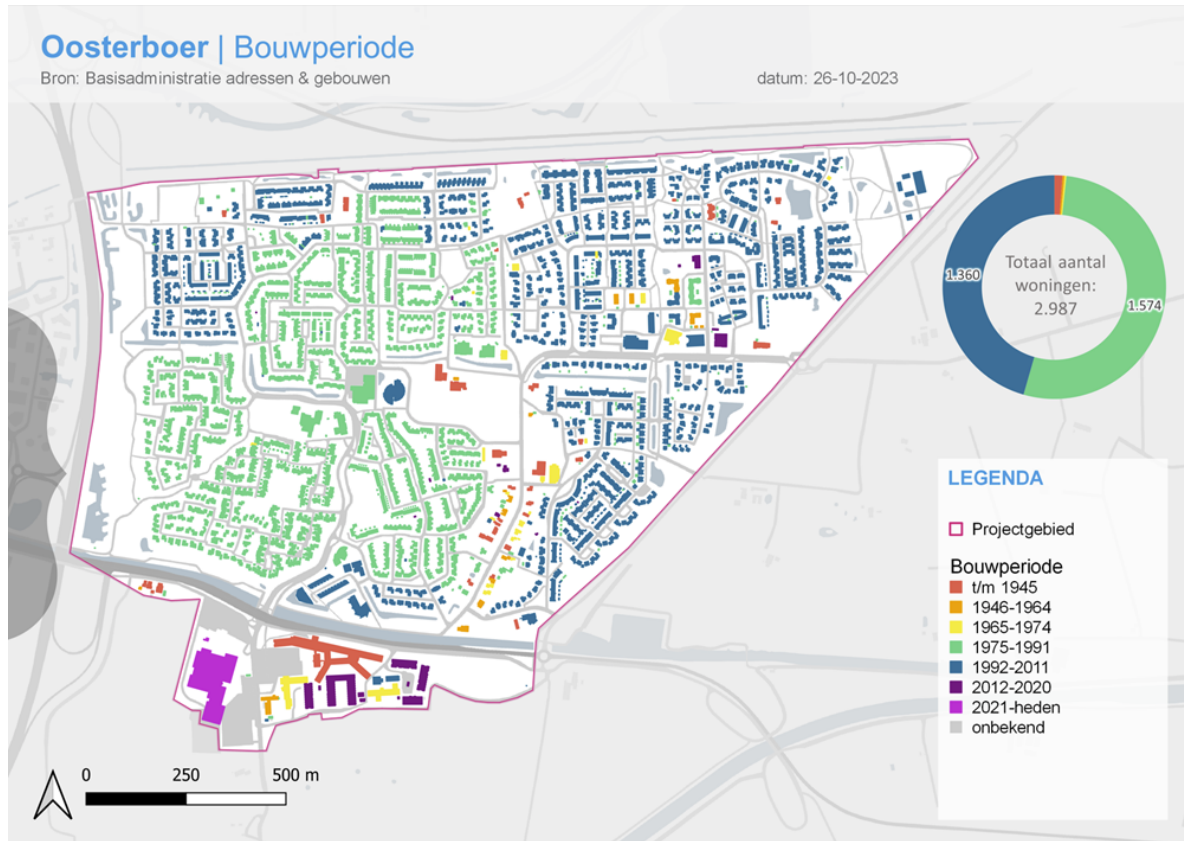 Oosterboer | Bouwperiode
Bron: Basisadministratie adressen & gebouwen
datum: 26-10-2023
1.360
Totaal aantal
woningen:
2.987
1.574
LEGENDA
Projectgebied
Bouwperiode
t/m 1945
1946-1964
1965-1974
1975-1991
1992-2011
2012-2020
2021-heden
onbekend
0 250 500 m